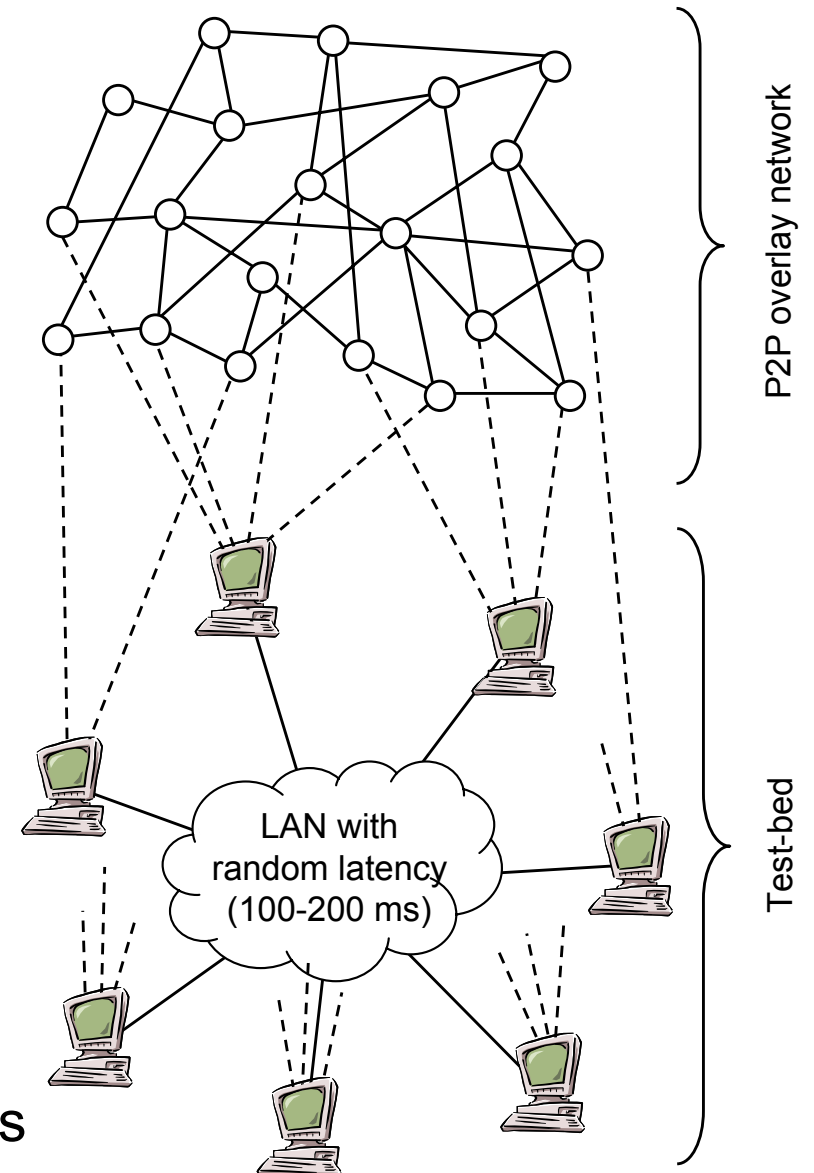 P2P overlay network
LAN with
random latency
(100-200 ms)
Test-bed
s